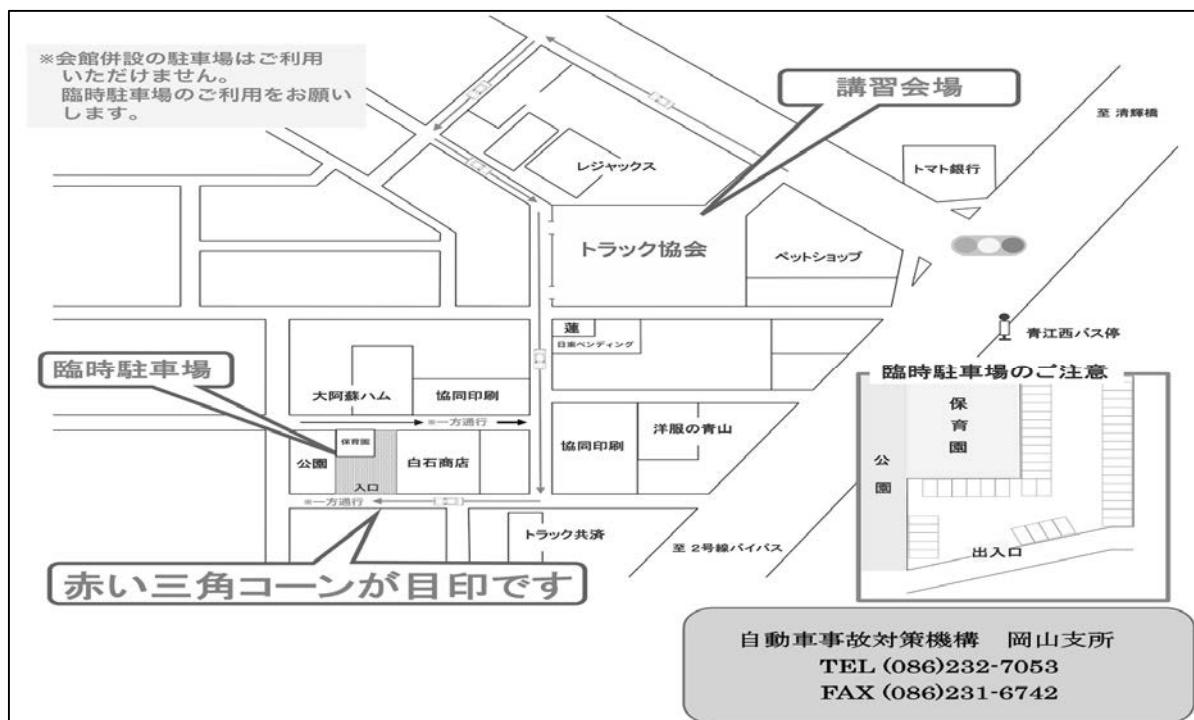 ※会館併設の駐車場はご利用
いただけません。
臨時駐車場のご利用をお願い
します。
講習会場
至 清輝橋
レジャックス
トマト銀行
トラック協会
ペットショップ
蓮
日東ベンディング
青江西バス停
臨時駐車場
大阿蘇ハム
協同印刷
※一方通行
保育園
公園
白石商店
入口
協同印刷
洋服の青山
※一方通行
トラック共済
至 2号線バイパス
赤い三角コーンが目印です
臨時駐車場のご注意
保育園
公園
出入口
自動車事故対策機構 岡山支所
TEL (086)232-7053
FAX (086)231-6742